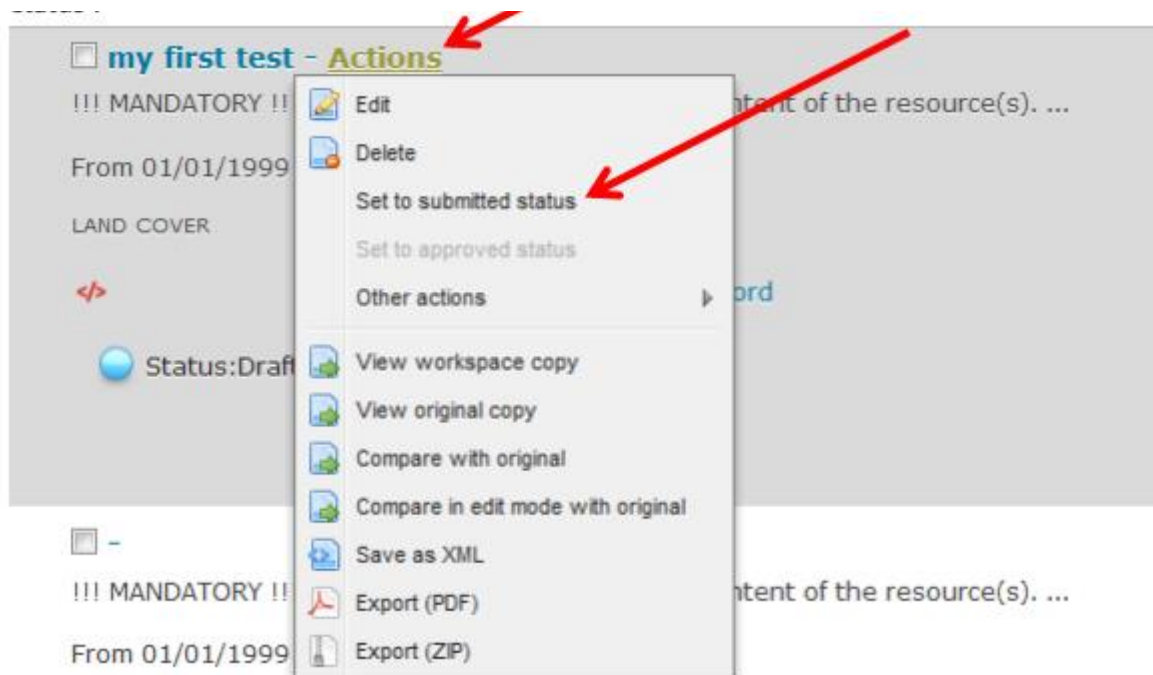 my first test - Actions
!!! MANDATORY !! ntent of the resource(s). ...
From 01/01/1999
LAND COVER
</> ord
Status:Draft
Edit
Delete
Set to submitted status
Set to approved status
Other actions
View workspace copy
View original copy
Compare with original
Compare in edit mode with original
Save as XML
Export (PDF)
Export (ZIP)
-
!!! MANDATORY !! ntent of the resource(s). ...
From 01/01/1999